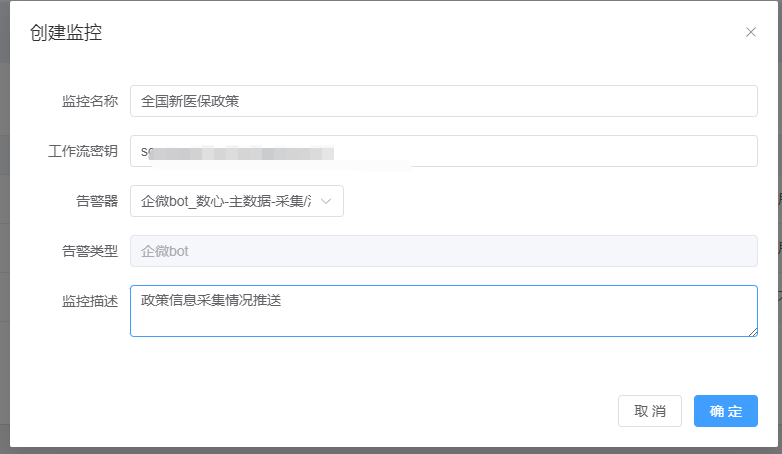 创建监控
监控名称 全国新医保政策
工作流密钥
告警器 企微bot_数心-主数据-采集/
告警类型 企微bot
监控描述 政策信息采集情况推送
取 消 确 定